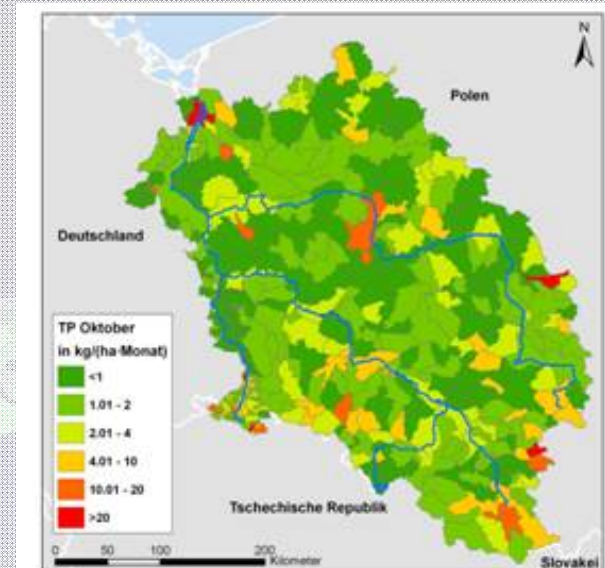 N
Polen
Deutschland
TP Oktober
in kg/(ha·Monat)
<1
1.01 - 2
2.01 - 4
4.01 - 10
10.01 - 20
>20
Tschechische Republik
0 50 100 200
Kilometer
Slovakei